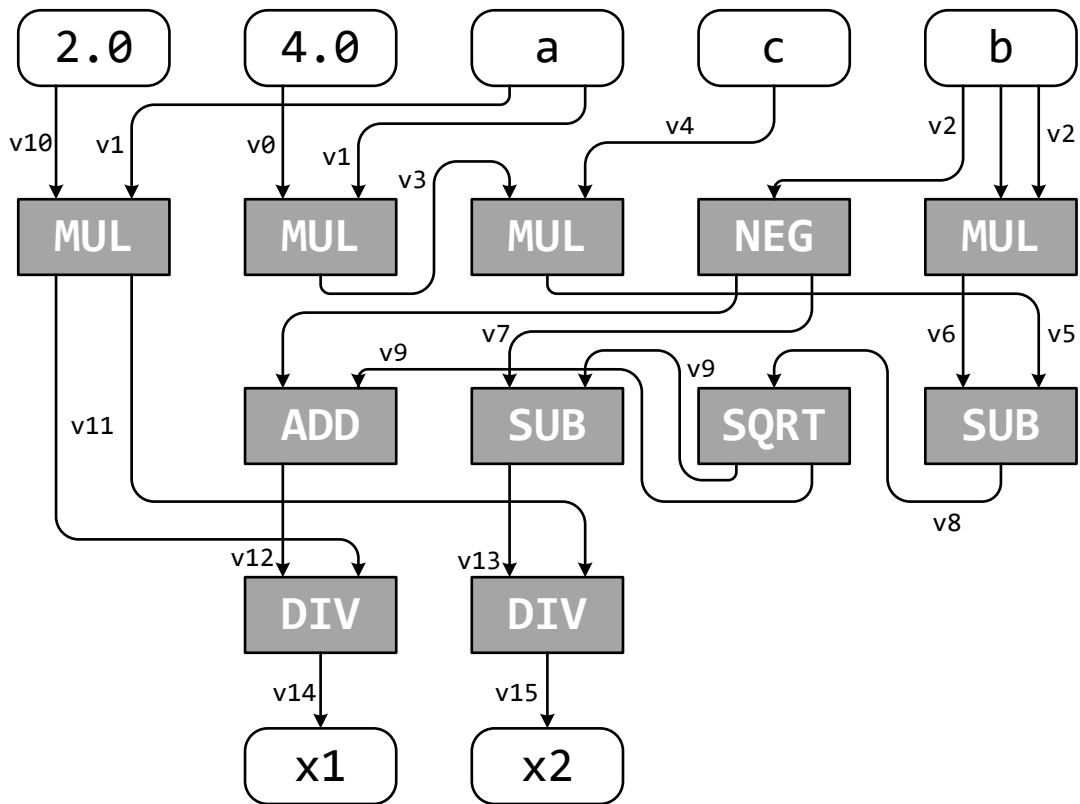 2.0 4.0 a c b
v10 v1 v0 v1 v4 v2 v2
v3
MUL MUL MUL NEG MUL
v7 v6 v5
v9 v9
v11 ADD SUB SQRT SUB
v8
v12 v13
DIV DIV
v14 v15
x1 x2